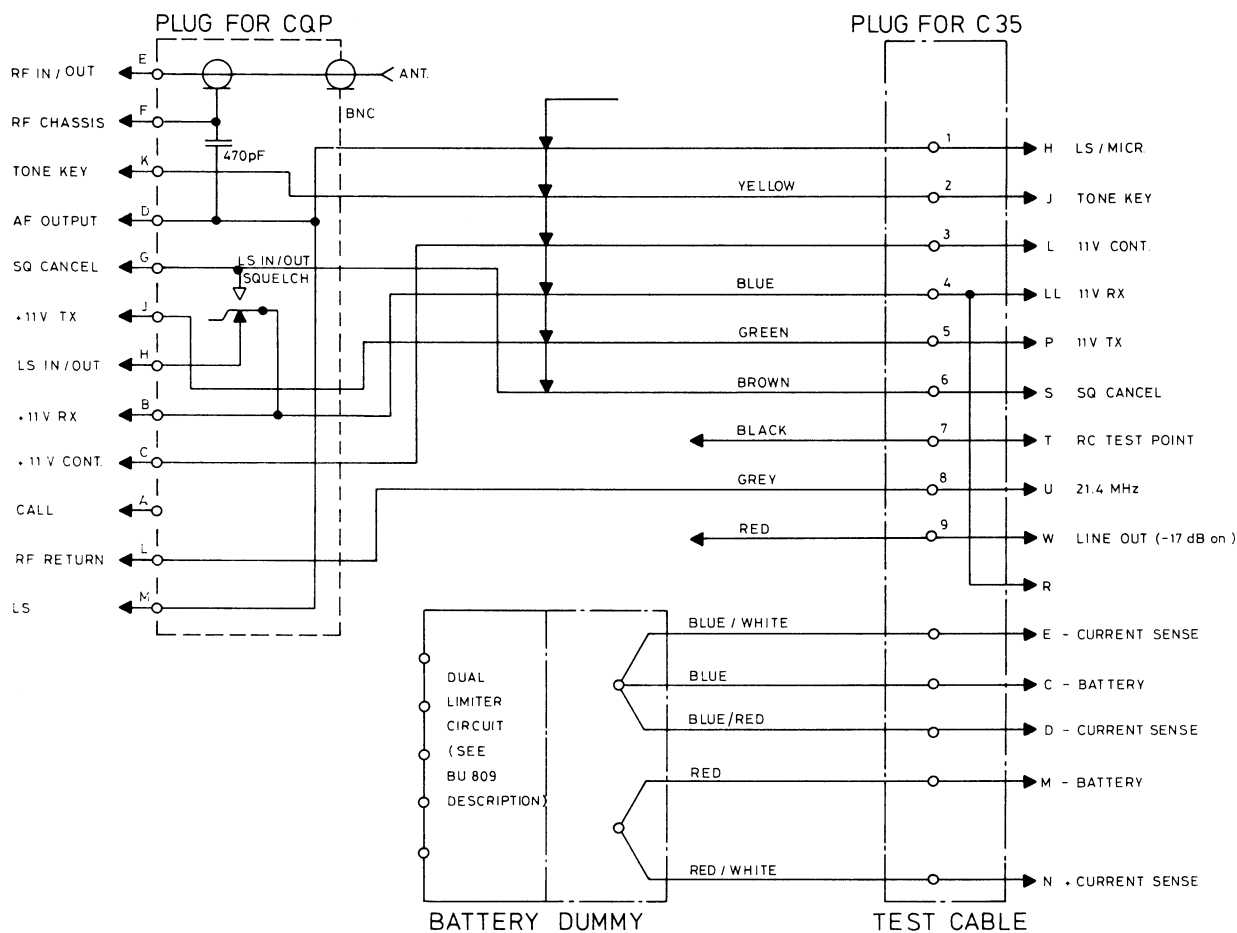 PLUG FOR CQP
PLUG FOR C35
RF IN/OUT
E
ANT.
BNC
RF CHASSIS
F
470pF
TONE KEY
K
AF OUTPUT
D
SQ CANCEL
G
LS IN/OUT
SQUELCH
+11V TX
J
LS IN/OUT
H
+11V RX
B
+11V CONT.
C
CALL
A
RF RETURN
L
LS
M
1
H LS/MICR.
YELLOW
2
J TONE KEY
3
L 11V CONT.
BLUE
4
LL 11V RX
GREEN
5
P 11V TX
BROWN
6
S SQ CANCEL
BLACK
7
T RC TEST POINT
GREY
8
U 21.4 MHz
RED
9
W LINE OUT (-17 dB on)
R
BLUE / WHITE
E - CURRENT SENSE
BLUE
C - BATTERY
BLUE/RED
D - CURRENT SENSE
RED
M - BATTERY
RED / WHITE
N + CURRENT SENSE
DUAL
LIMITER
CIRCUIT
(SEE
BU 809
DESCRIPTION)
BATTERY DUMMY
TEST CABLE